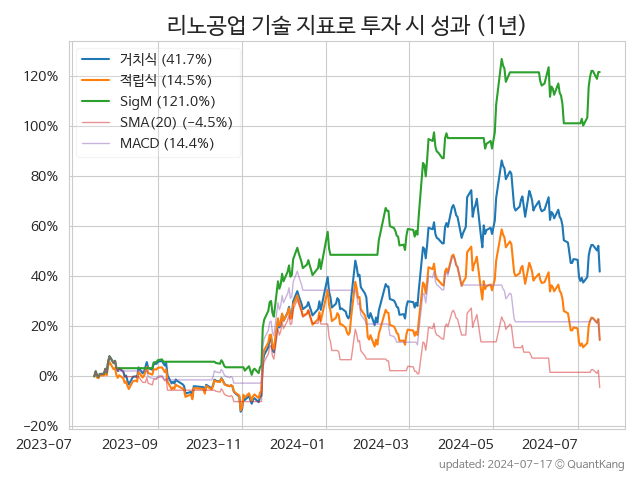 리노공업 기술 지표로 투자 시 성과 (1년)
거치식 (41.7%)
적립식 (14.5%)
SigM (121.0%)
SMA(20) (−4.5%)
MACD (14.4%)
120%
100%
80%
60%
40%
20%
0%
−20%
2023-07 2023-09 2023-11 2024-01 2024-03 2024-05 2024-07
updated: 2024-07-17 © QuantKang